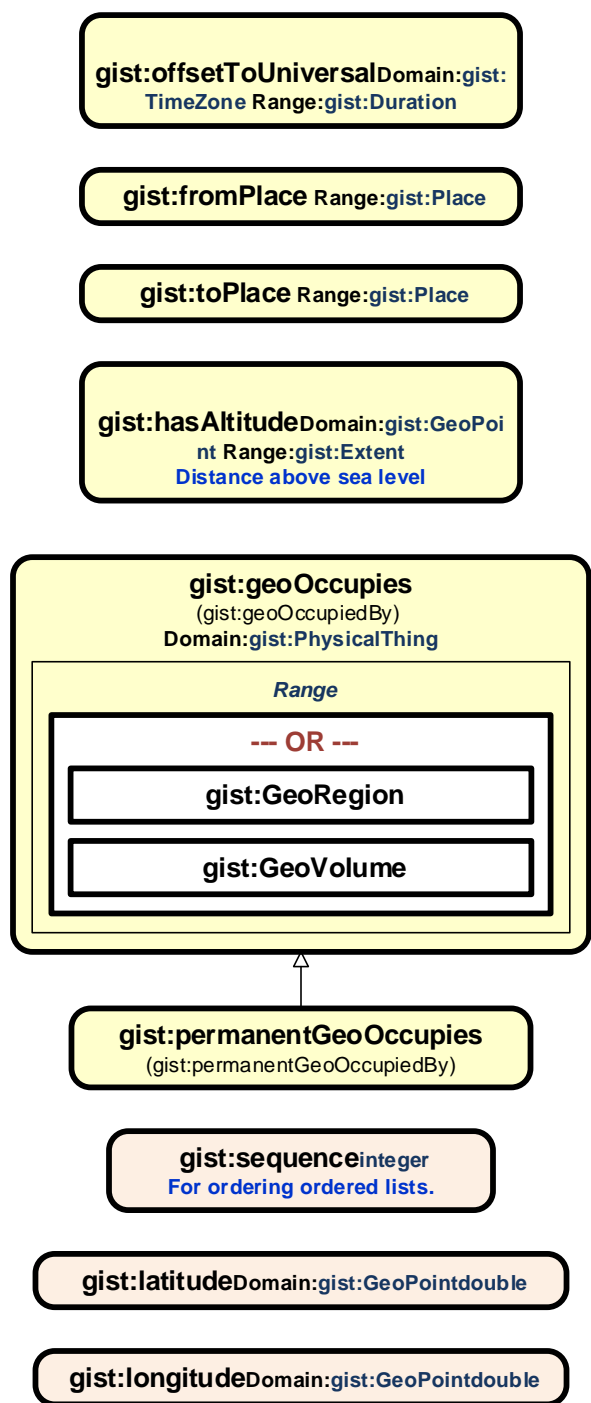 gist:offsetToUniversalDomain:gist:
TimeZone Range:gist:Duration
gist:fromPlace Range:gist:Place
gist:toPlace Range:gist:Place
gist:hasAltitudeDomain:gist:GeoPoi
nt Range:gist:Extent
Distance above sea level
gist:geoOccupies
(gist:geoOccupiedBy)
Domain:gist:PhysicalThing
Range
--- OR ---
gist:GeoRegion
gist:GeoVolume
gist:permanentGeoOccupies
(gist:permanentGeoOccupiedBy)
gist:sequenceinteger
For ordering ordered lists.
gist:latitudeDomain:gist:GeoPointdouble
gist:longitudeDomain:gist:GeoPointdouble